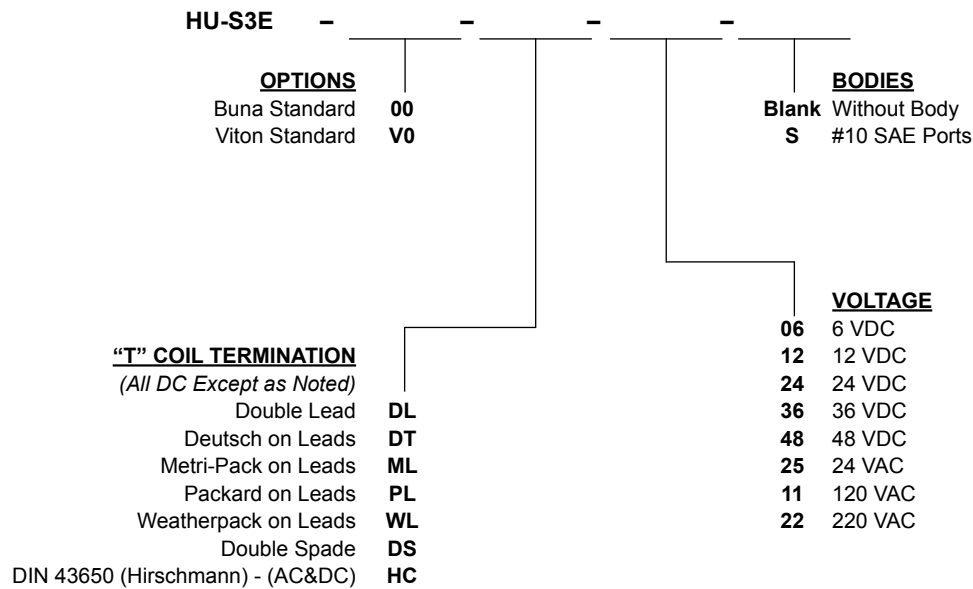 HU-S3E – – – –
OPTIONS
Buna Standard 00
Viton Standard V0
BODIES
Blank Without Body
S #10 SAE Ports
VOLTAGE
06 6 VDC
12 12 VDC
24 24 VDC
36 36 VDC
48 48 VDC
25 24 VAC
11 120 VAC
22 220 VAC
“T” COIL TERMINATION
(All DC Except as Noted)
Double Lead DL
Deutsch on Leads DT
Metri-Pack on Leads ML
Packard on Leads PL
Weatherpack on Leads WL
Double Spade DS
DIN 43650 (Hirschmann) - (AC&DC) HC